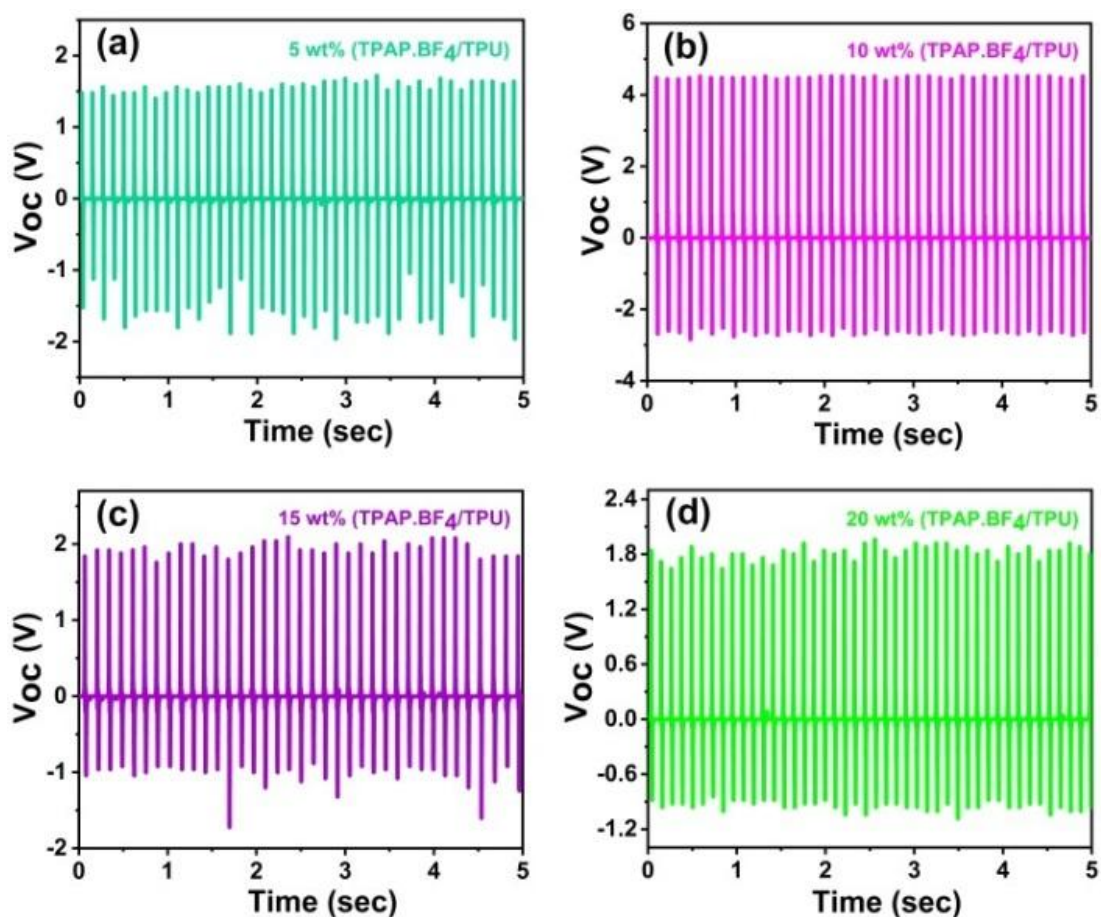 (a)
5 wt% (TPAP.BF4/TPU)
2
1
0
-1
-2
Voc (V)
0 1 2 3 4 5
Time (sec)
(b)
10 wt% (TPAP.BF4/TPU)
6
4
2
0
-2
-4
Voc (V)
0 1 2 3 4 5
Time (sec)
(c)
15 wt% (TPAP.BF4/TPU)
2
1
0
-1
-2
Voc (V)
0 1 2 3 4 5
Time (sec)
(d)
20 wt% (TPAP.BF4/TPU)
2.4
1.8
1.2
0.6
0.0
-0.6
-1.2
Voc (V)
0 1 2 3 4 5
Time (sec)